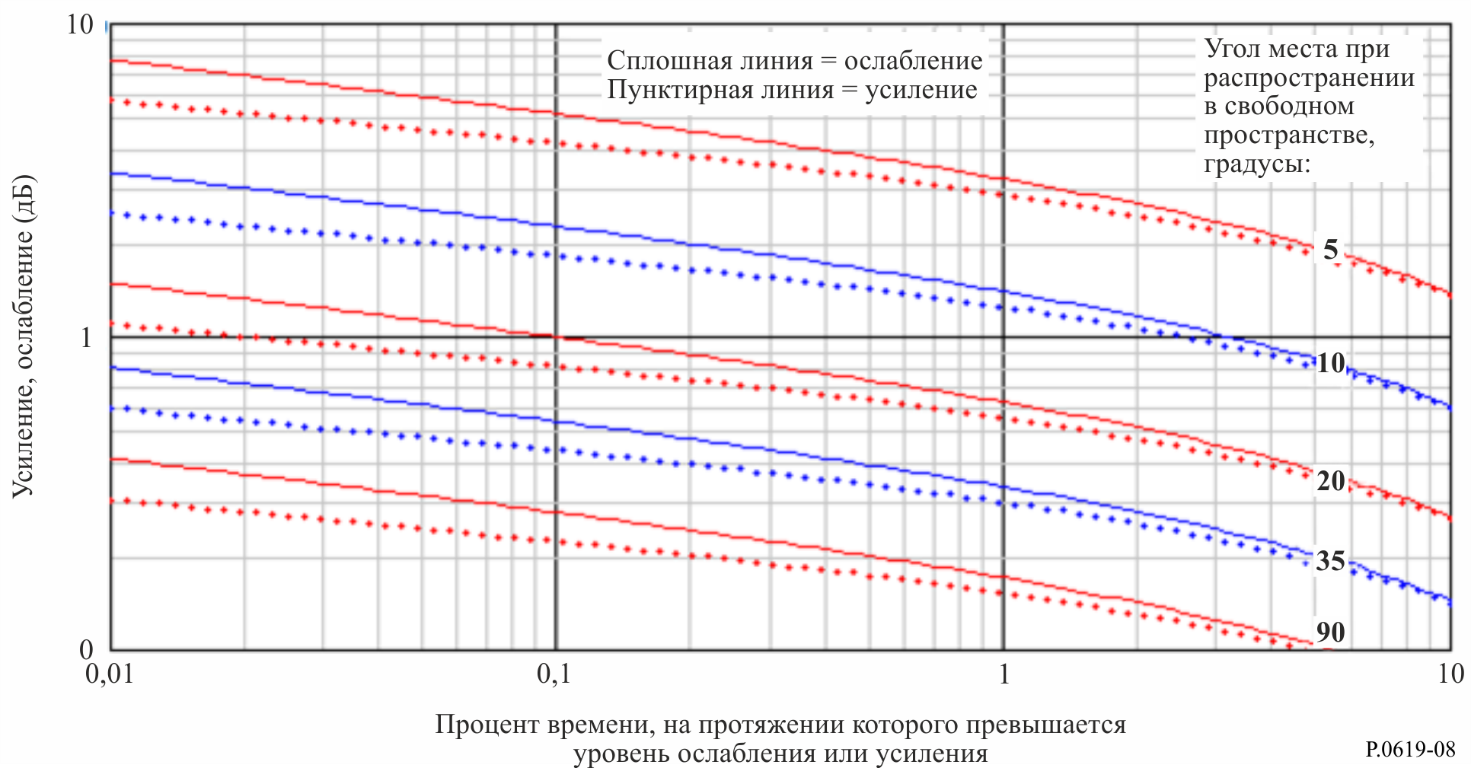 10
Сплошная линия = ослабление
Пунктирная линия = усиление
Угол места при
распространении
в свободном
пространстве,
градусы:
5
1
10
20
35
90
0
Усиление, ослабление (дБ)
0,01
0,1
1
10
Процент времени, на протяжении которого превышается
уровень ослабления или усиления
P.0619-08